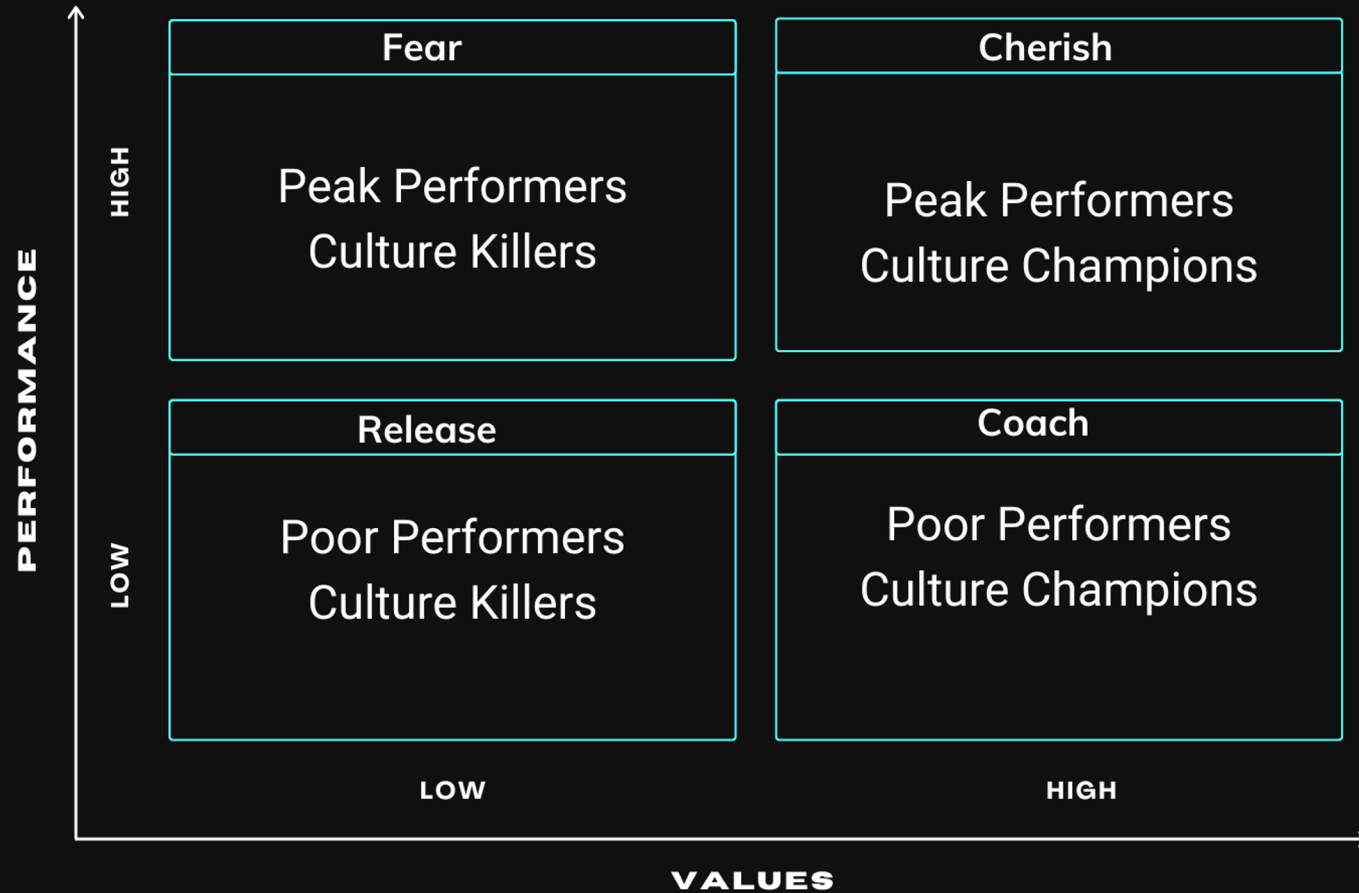 Fear
Peak Performers
Culture Killers
Cherish
Peak Performers
Culture Champions
HIGH
PERFORMANCE
Release
Poor Performers
Culture Killers
Coach
Poor Performers
Culture Champions
LOW
LOW
HIGH
VALUES